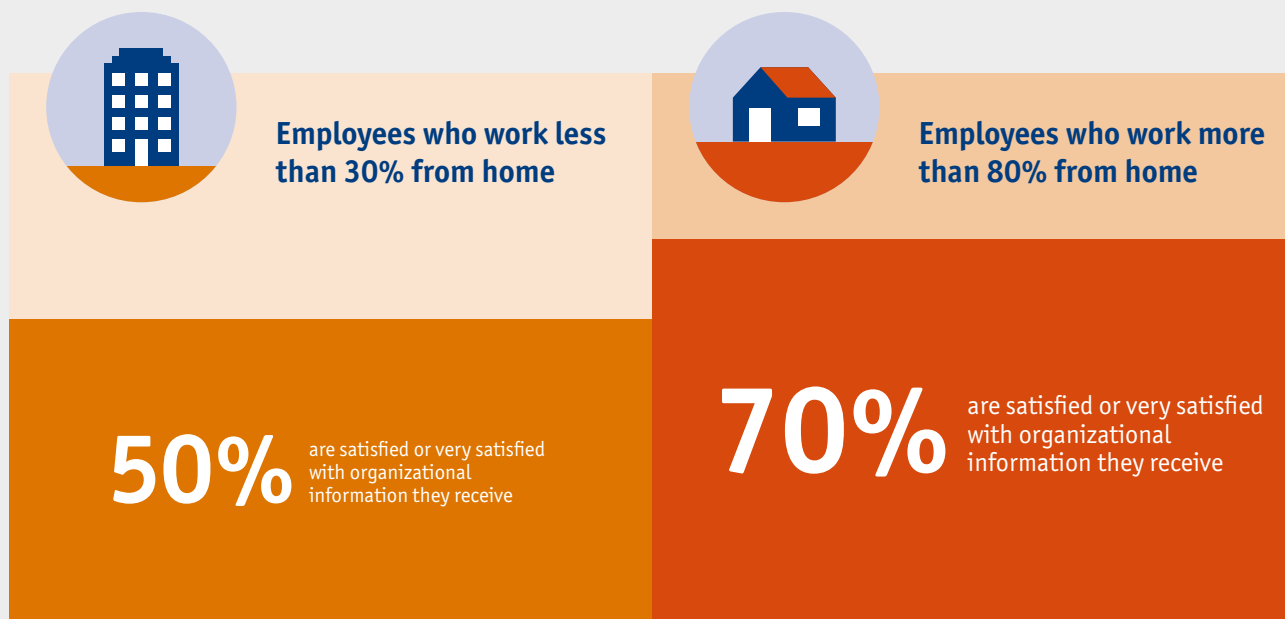 Employees who work less
than 30% from home
50%
are satisfied or very satisfied
with organizational
information they receive
Employees who work more
than 80% from home
70%
are satisfied or very satisfied
with organizational
information they receive